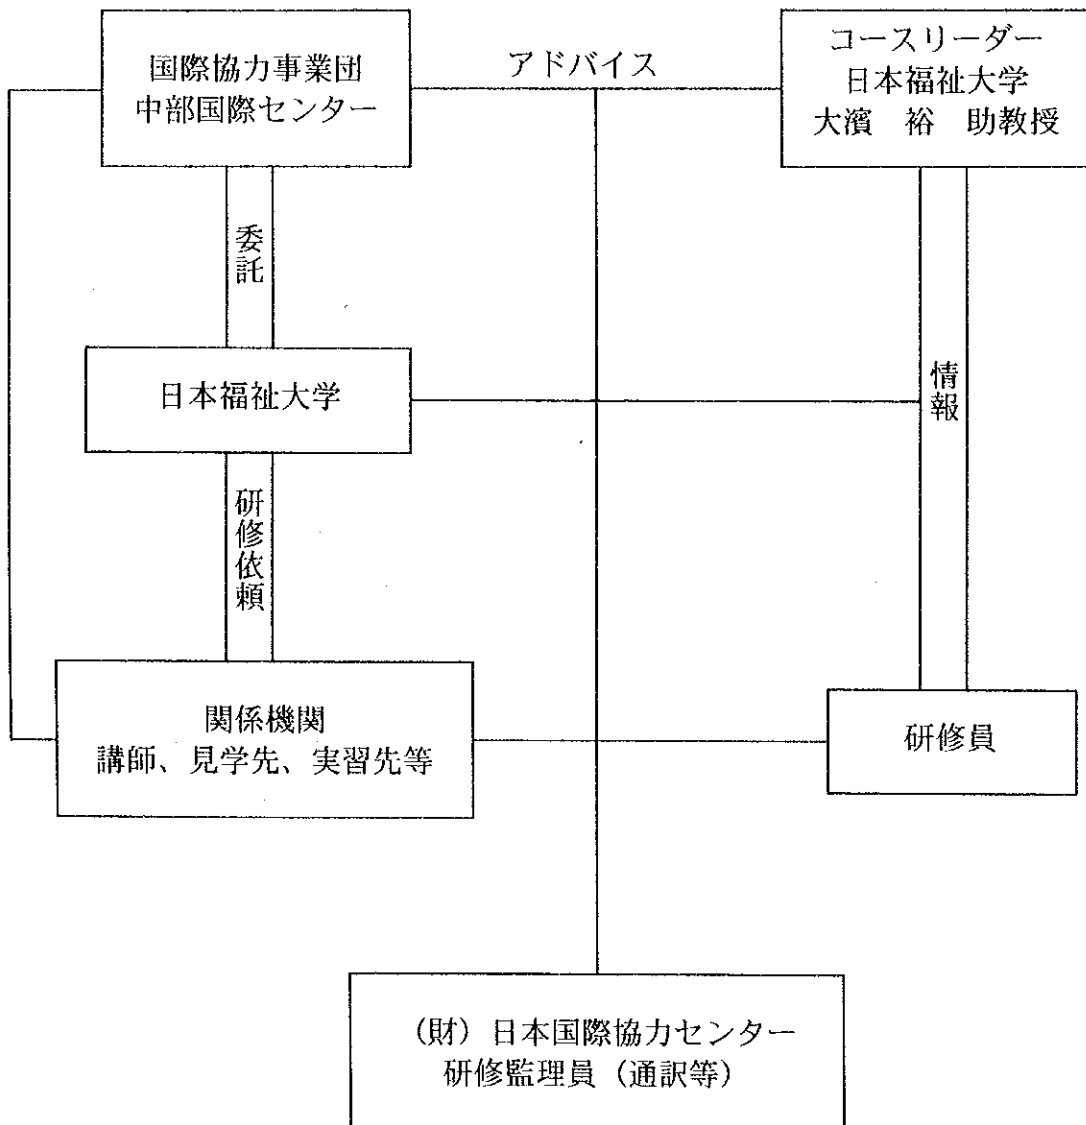 国際協力事業団
中部国際センター
アドバイス
コースリーダー
日本福祉大学
大濱　裕　助教授
委託
日本福祉大学
情報
研修依頼
関係機関
講師、見学先、実習先等
研修員
（財）日本国際協力センター
研修監理員（通訳等）